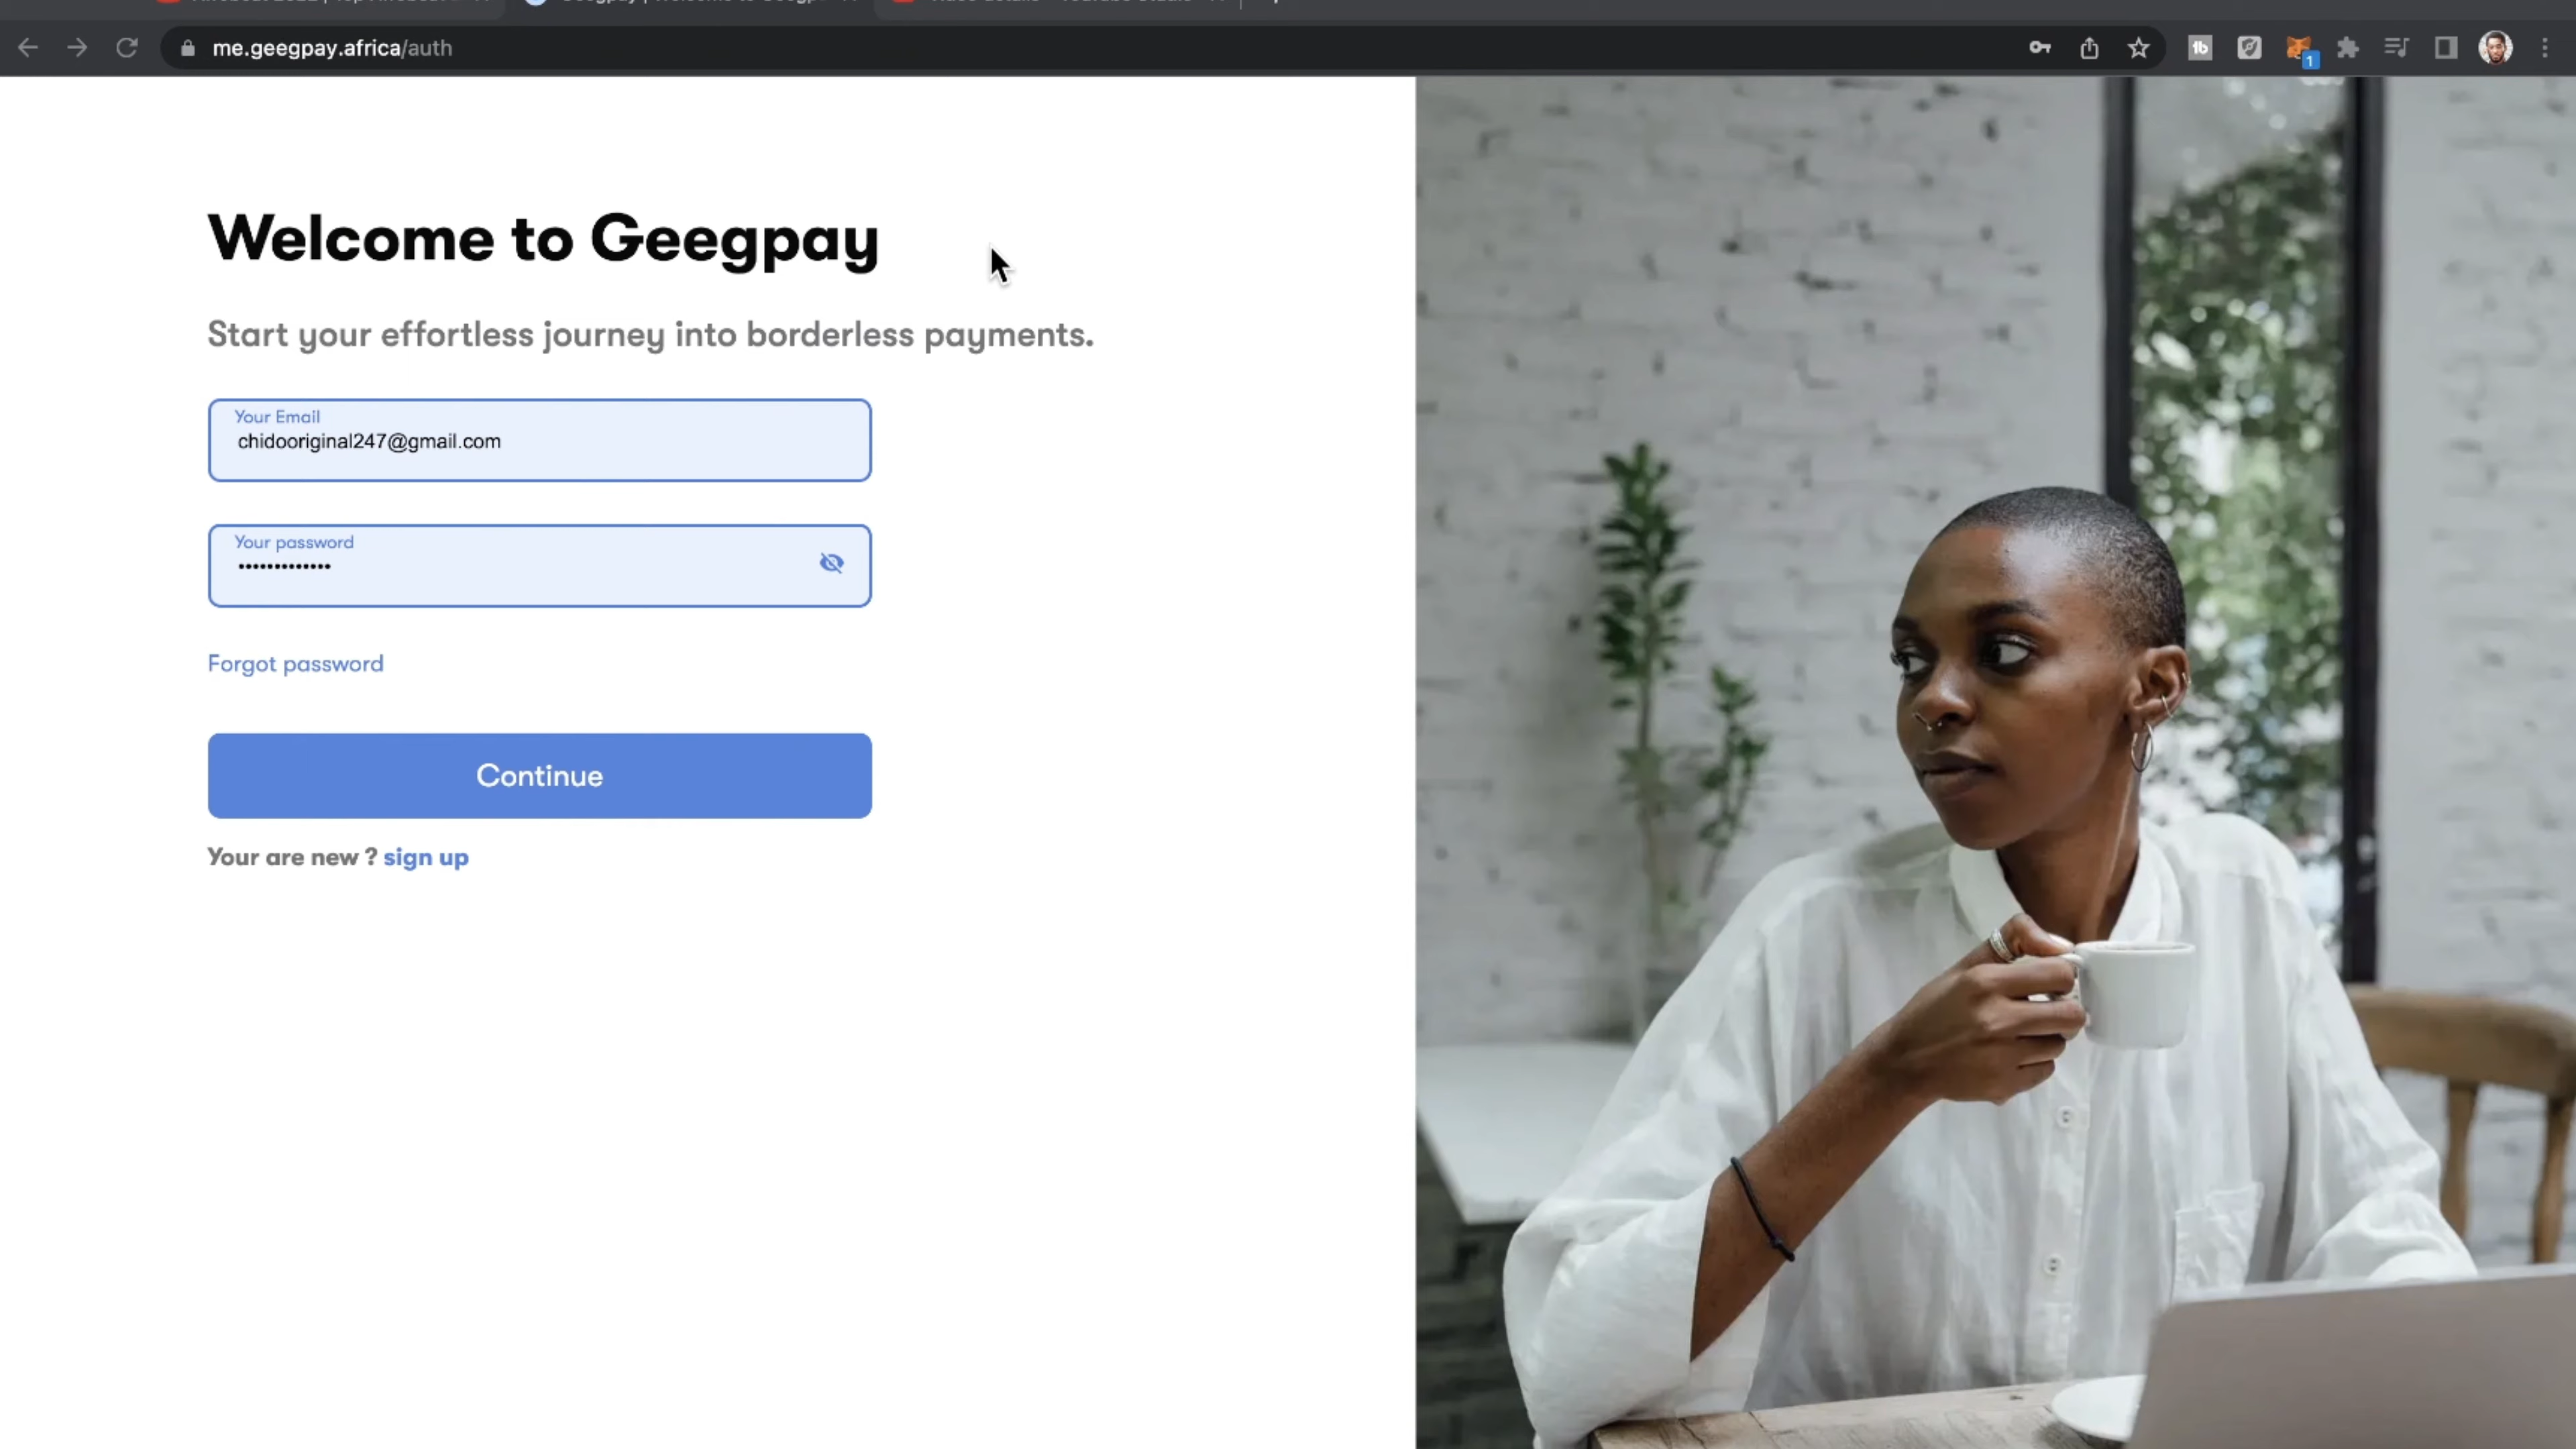 me.geegpay.africa/auth
1
Welcome to Geegpay
Start your effortless journey into borderless payments.
Your Email
chidooriginal247@gmail.com
Your password
Forgot password
Continue
Your are new ? sign up